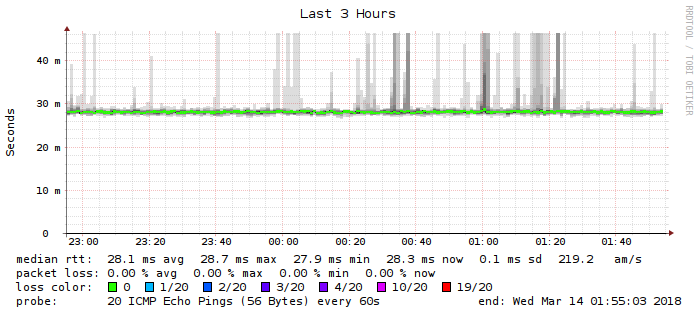 Last 3 Hours
RRDTOOL / TOBI OETIKER
Seconds
40 m
30 m
20 m
10 m
0
23:00 23:20 23:40 00:00 00:20 00:40 01:00 01:20 01:40
median rtt: 28.1 ms avg 28.7 ms max 27.9 ms min 28.3 ms now 0.1 ms sd 219.2 am/s
packet loss: 0.00 % avg 0.00 % max 0.00 % min 0.00 % now
loss color: 0 1/20 2/20 3/20 4/20 10/20 19/20
probe: 20 ICMP Echo Pings (56 Bytes) every 60s end: Wed Mar 14 01:55:03 2018